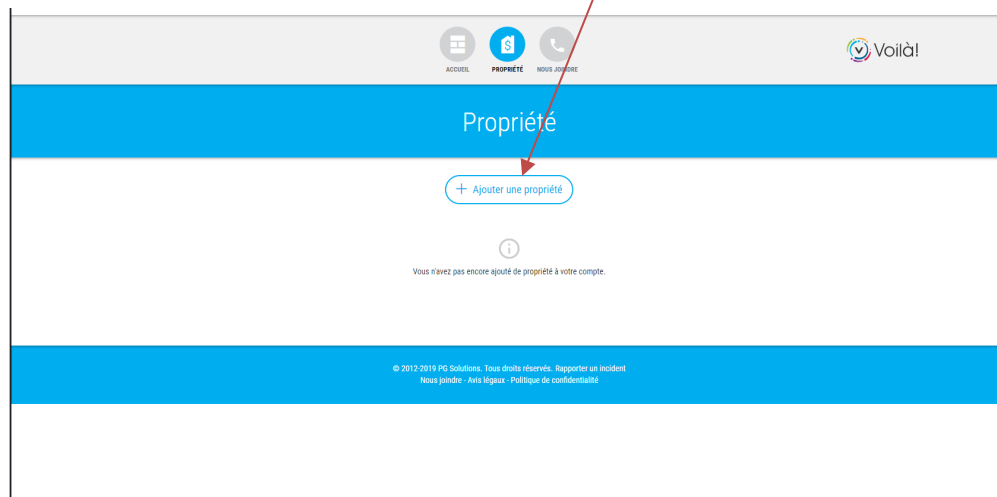 ACCUEIL PROPRIÉTÉ NOUS JOINDRE
Voilà!
Propriété
+ Ajouter une propriété
Vous n'avez pas encore ajouté de propriété à votre compte.
© 2012-2019 PG Solutions. Tous droits réservés. Rapporter un incident
Nous joindre - Avis légaux - Politique de confidentialité